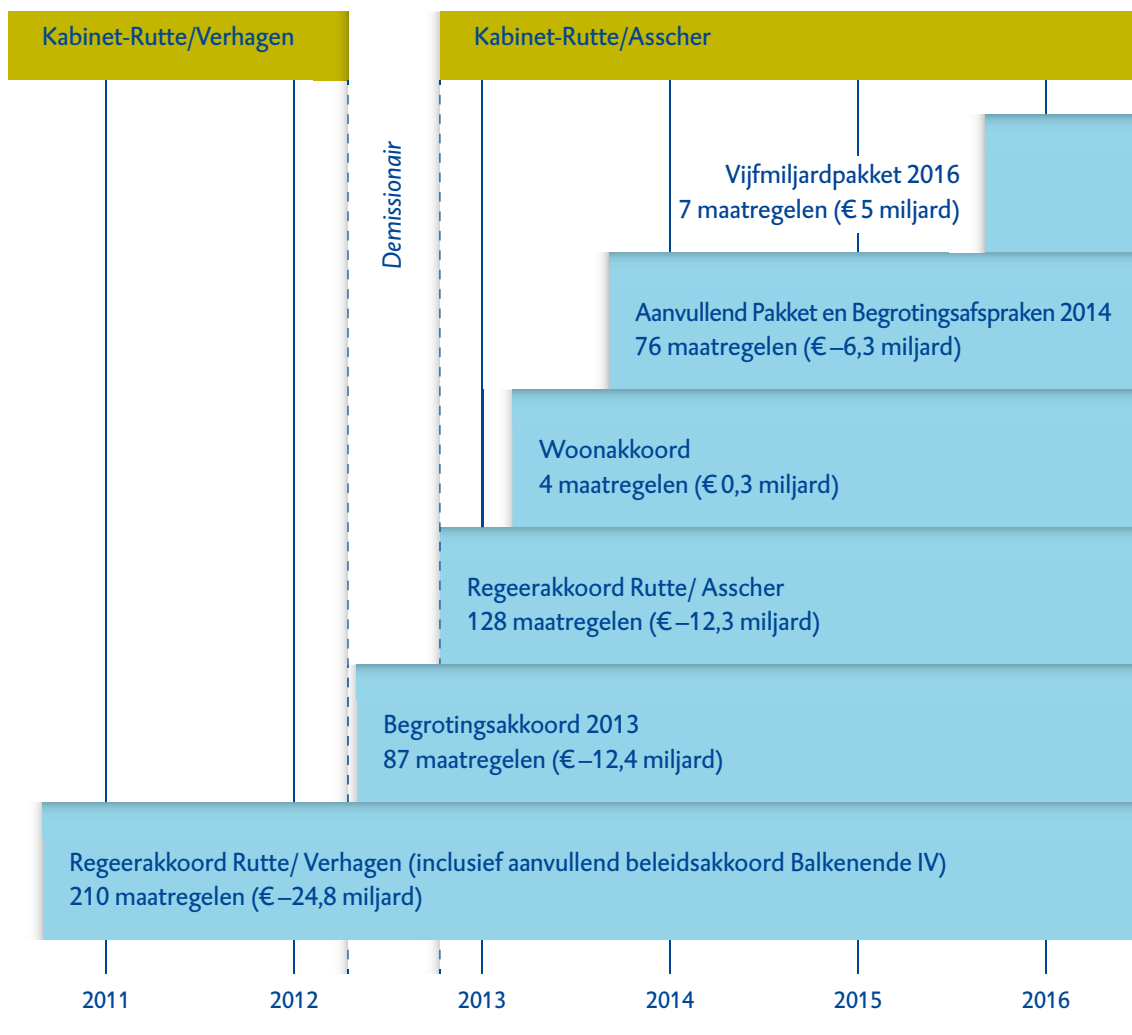 Kabinet-Rutte/Verhagen
Kabinet-Rutte/Asscher
Demissionair
Vijfmiljardpakket 2016
7 maatregelen (€ 5 miljard)
Aanvullend Pakket en Begrotingsafspraken 2014
76 maatregelen (€ –6,3 miljard)
Woonakkoord
4 maatregelen (€ 0,3 miljard)
Regeerakkoord Rutte/ Asscher
128 maatregelen (€ –12,3 miljard)
Begrotingsakkoord 2013
87 maatregelen (€ –12,4 miljard)
Regeerakkoord Rutte/ Verhagen (inclusief aanvullend beleidsakkoord Balkenende IV)
210 maatregelen (€ –24,8 miljard)
2011 2012 2013 2014 2015 2016